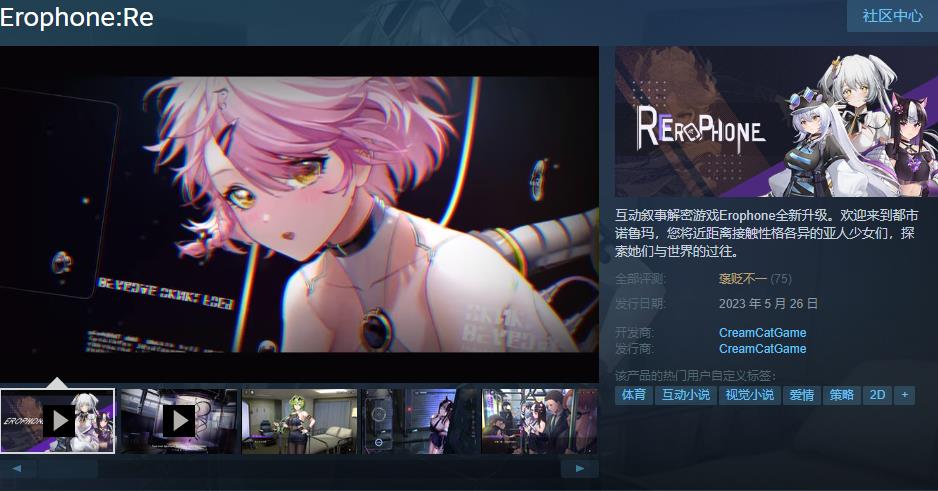 Erophone:Re
社区中心
REROPHONE
互动叙事解密游戏Erophone全新升级。欢迎来到都市
诺鲁玛，您将近距离接触性格各异的亚人少女们，探
索她们与世界的过往。
全部评测:
褒贬不一 (75)
发行日期:
2023 年 5 月 26 日
开发商:
CreamCatGame
发行商:
CreamCatGame
该产品的热门用户自定义标签:
体育 互动小说 视觉小说 爱情 策略 2D +